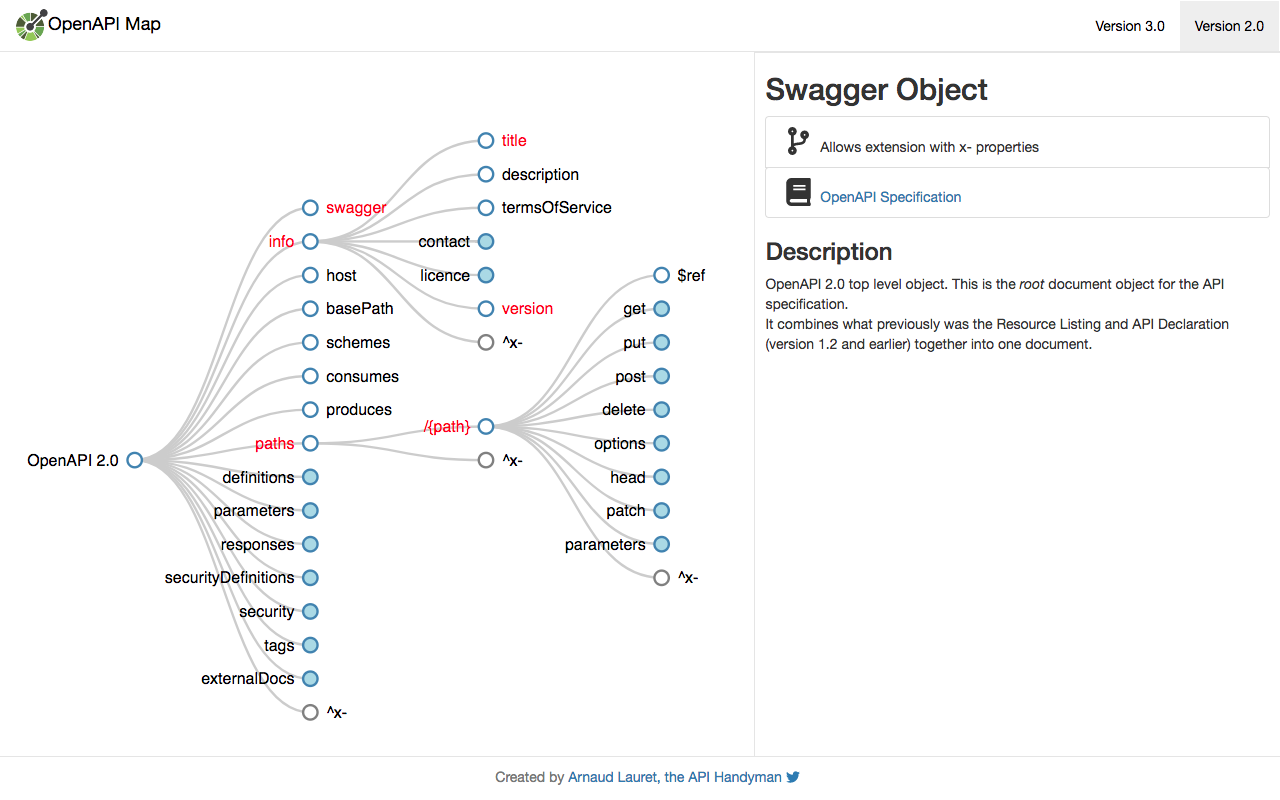 OpenAPI Map
Version 3.0
Version 2.0
title
description
termsOfService
contact
licence
version
^x-
swagger
info
host
basePath
schemes
consumes
produces
paths
definitions
parameters
responses
securityDefinitions
security
tags
externalDocs
^x-
OpenAPI 2.0
/{path}
^x-
$ref
get
put
post
delete
options
head
patch
parameters
^x-
Swagger Object
Allows extension with x- properties
OpenAPI Specification
Description
OpenAPI 2.0 top level object. This is the root document object for the API
specification.
It combines what previously was the Resource Listing and API Declaration
(version 1.2 and earlier) together into one document.
Created by Arnaud Lauret, the API Handyman